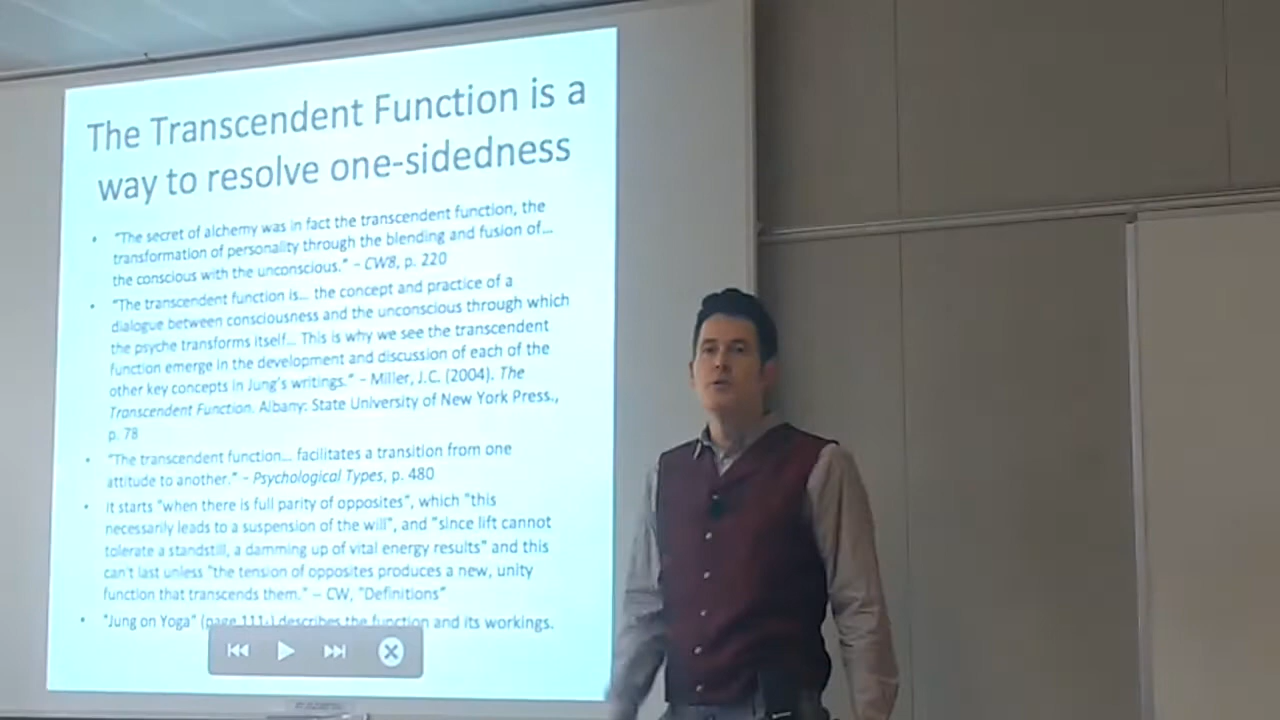 The Transcendent Function is a
way to resolve one-sidedness
• "The secret of alchemy was in fact the transcendent function, the
transformation of personality through the blending and fusion of...
the conscious with the unconscious." – CW8, p. 220
• "The transcendent function is... the concept and practice of a
dialogue between consciousness and the unconscious through which
the psyche transforms itself... This is why we see the transcendent
function emerge in the development and discussion of each of the
other key concepts in Jung's writings." – Miller, J.C. (2004). The
Transcendent Function. Albany: State University of New York Press.,
p. 78
• "The transcendent function... facilitates a transition from one
attitude to another." – Psychological Types, p. 480
• It starts "when there is full parity of opposites", which "this
necessarily leads to a suspension of the will", and "since lift cannot
tolerate a standstill, a damming up of vital energy results" and this
can't last unless "the tension of opposites produces a new, unity
function that transcends them." – CW, "Definitions"
• "Jung on Yoga" (page 111-) describes the function and its workings.